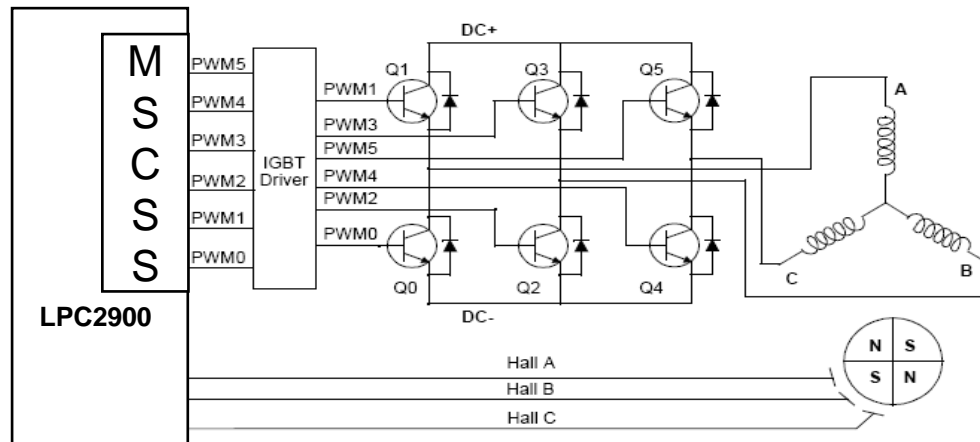 M
S
C
S
S
LPC2900
PWM5
PWM4
PWM3
PWM2
PWM1
PWM0
IGBT
Driver
PWM1
PWM3
PWM5
PWM4
PWM2
PWM0
DC+
Q1
Q3
Q5
Q0
Q2
Q4
DC-
A
C
B
Hall A
Hall B
Hall C
N S
S N